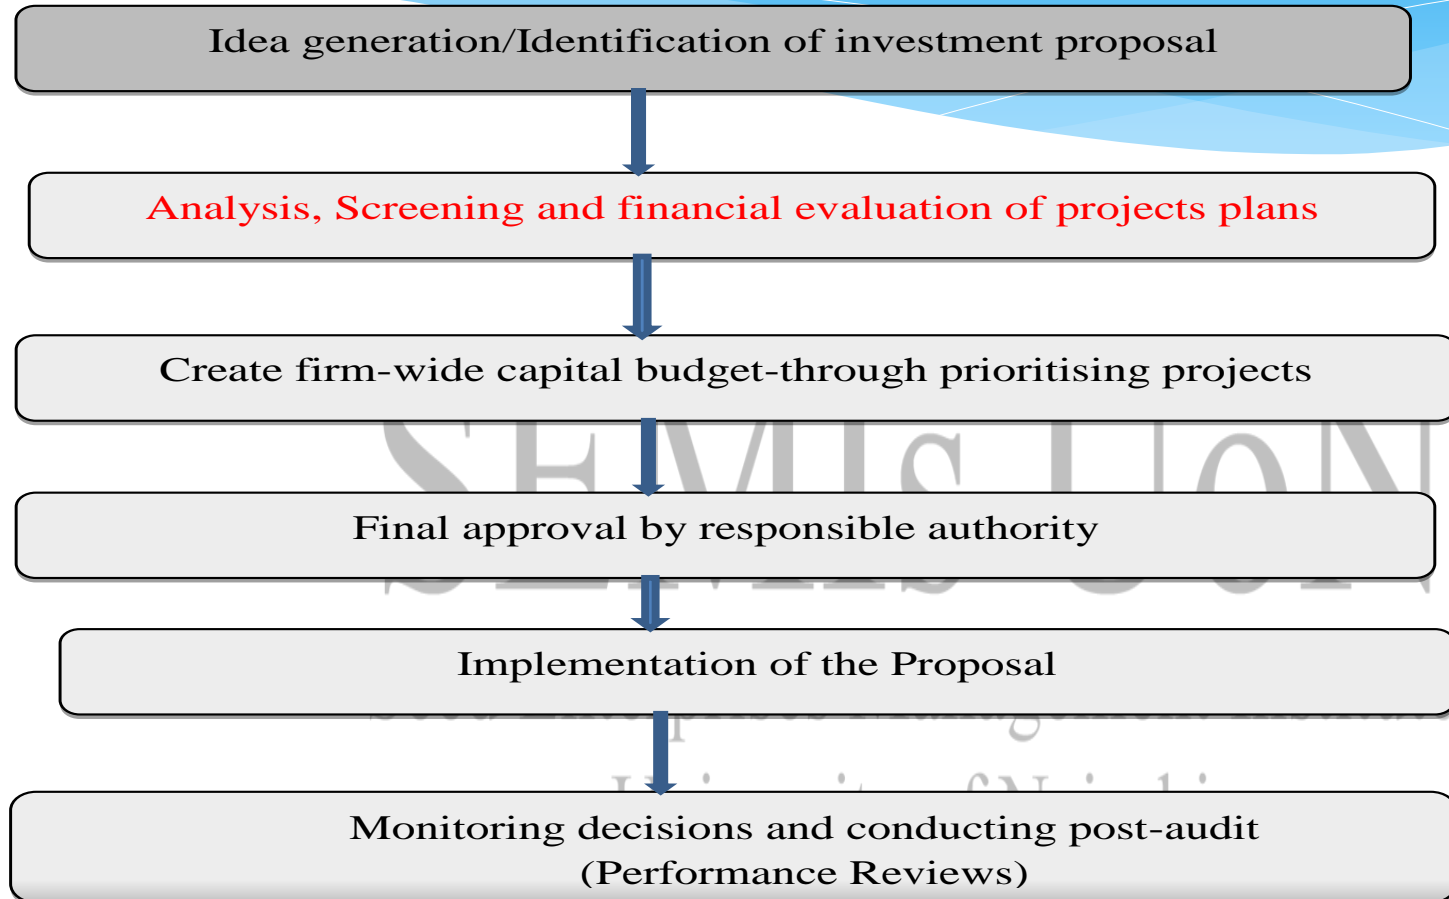 Idea generation/Identification of investment proposal
Analysis, Screening and financial evaluation of projects plans
Create firm-wide capital budget-through prioritising projects
SEMIs UoN
Final approval by responsible authority
Implementation of the Proposal
Monitoring decisions and conducting post-audit
(Performance Reviews)